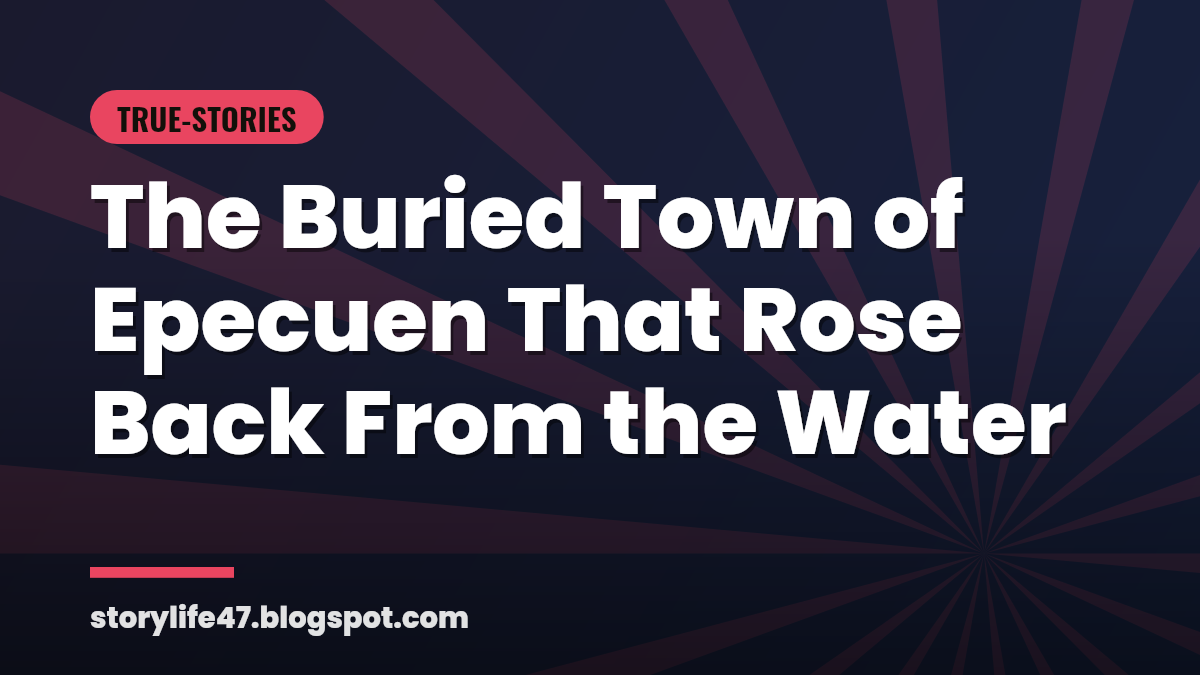 TRUE-STORIES
The Buried Town of
Epecuen That Rose
Back From the Water
storylife47.blogspot.com